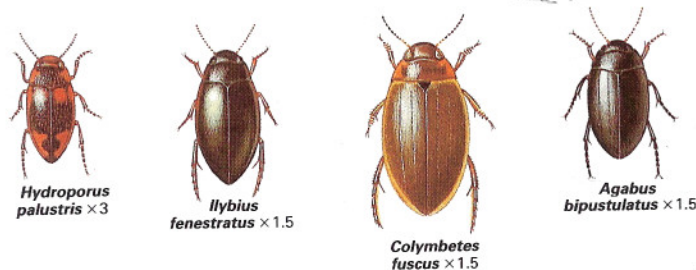 Hydroporus
palustris ×3
Ilybius
fenestratus ×1.5
Colymbetes
fuscus ×1.5
Agabus
bipustulatus ×1.5